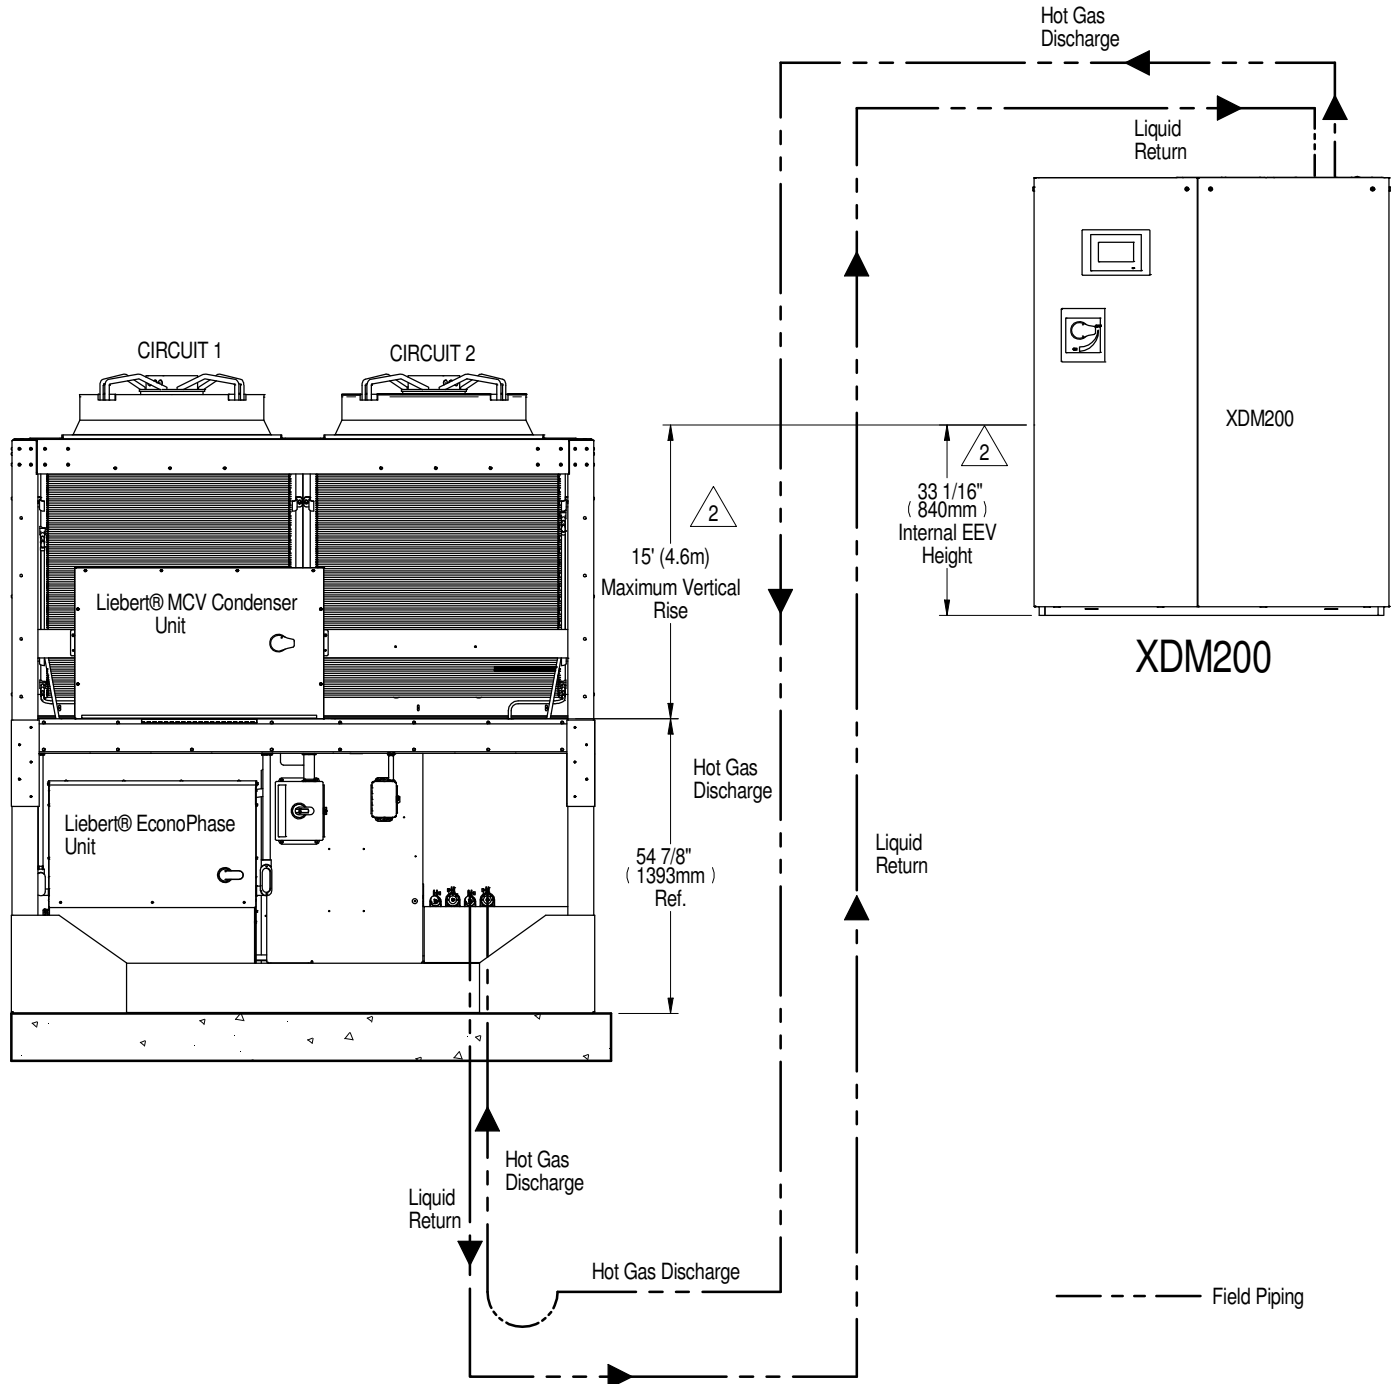 Hot Gas
Discharge
Liquid
Return
CIRCUIT 1
CIRCUIT 2
XDM200
2
33 1/16"
( 840mm )
Internal EEV
Height
2
15' (4.6m)
Maximum Vertical
Rise
Liebert® MCV Condenser
Unit
XDM200
Hot Gas
Discharge
Liebert® EconoPhase
Unit
54 7/8"
( 1393mm )
Ref.
Liquid
Return
Hot Gas
Discharge
Liquid
Return
Hot Gas Discharge
Field Piping